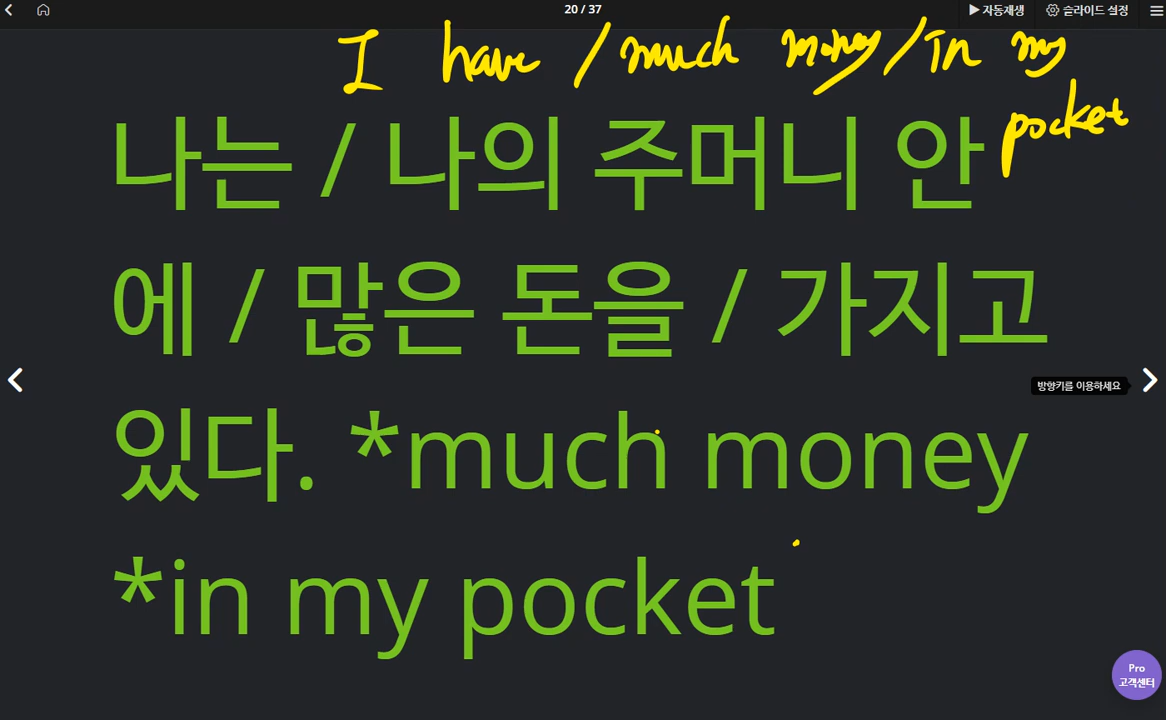 20 / 37
▶ 자동재생
슬라이드 설정
I have / much money / in my
pocket
나는 / 나의 주머니 안
에 / 많은 돈을 / 가지고
방향키를 이용하세요
있다. *much money
*in my pocket
Pro
고객센터